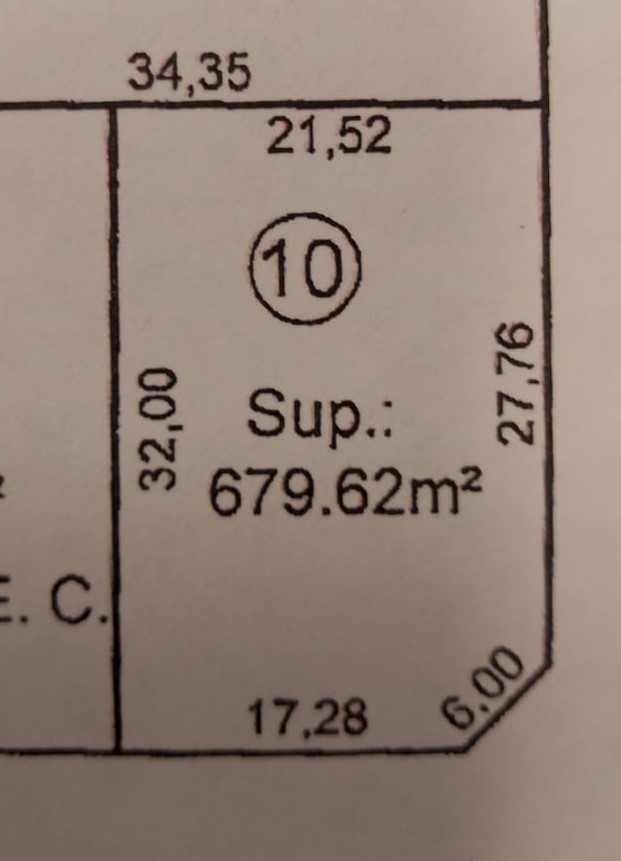 34,35
21,52
10
27,76
32,00
Sup.:
679.62m²
E. C.
17,28
6.00